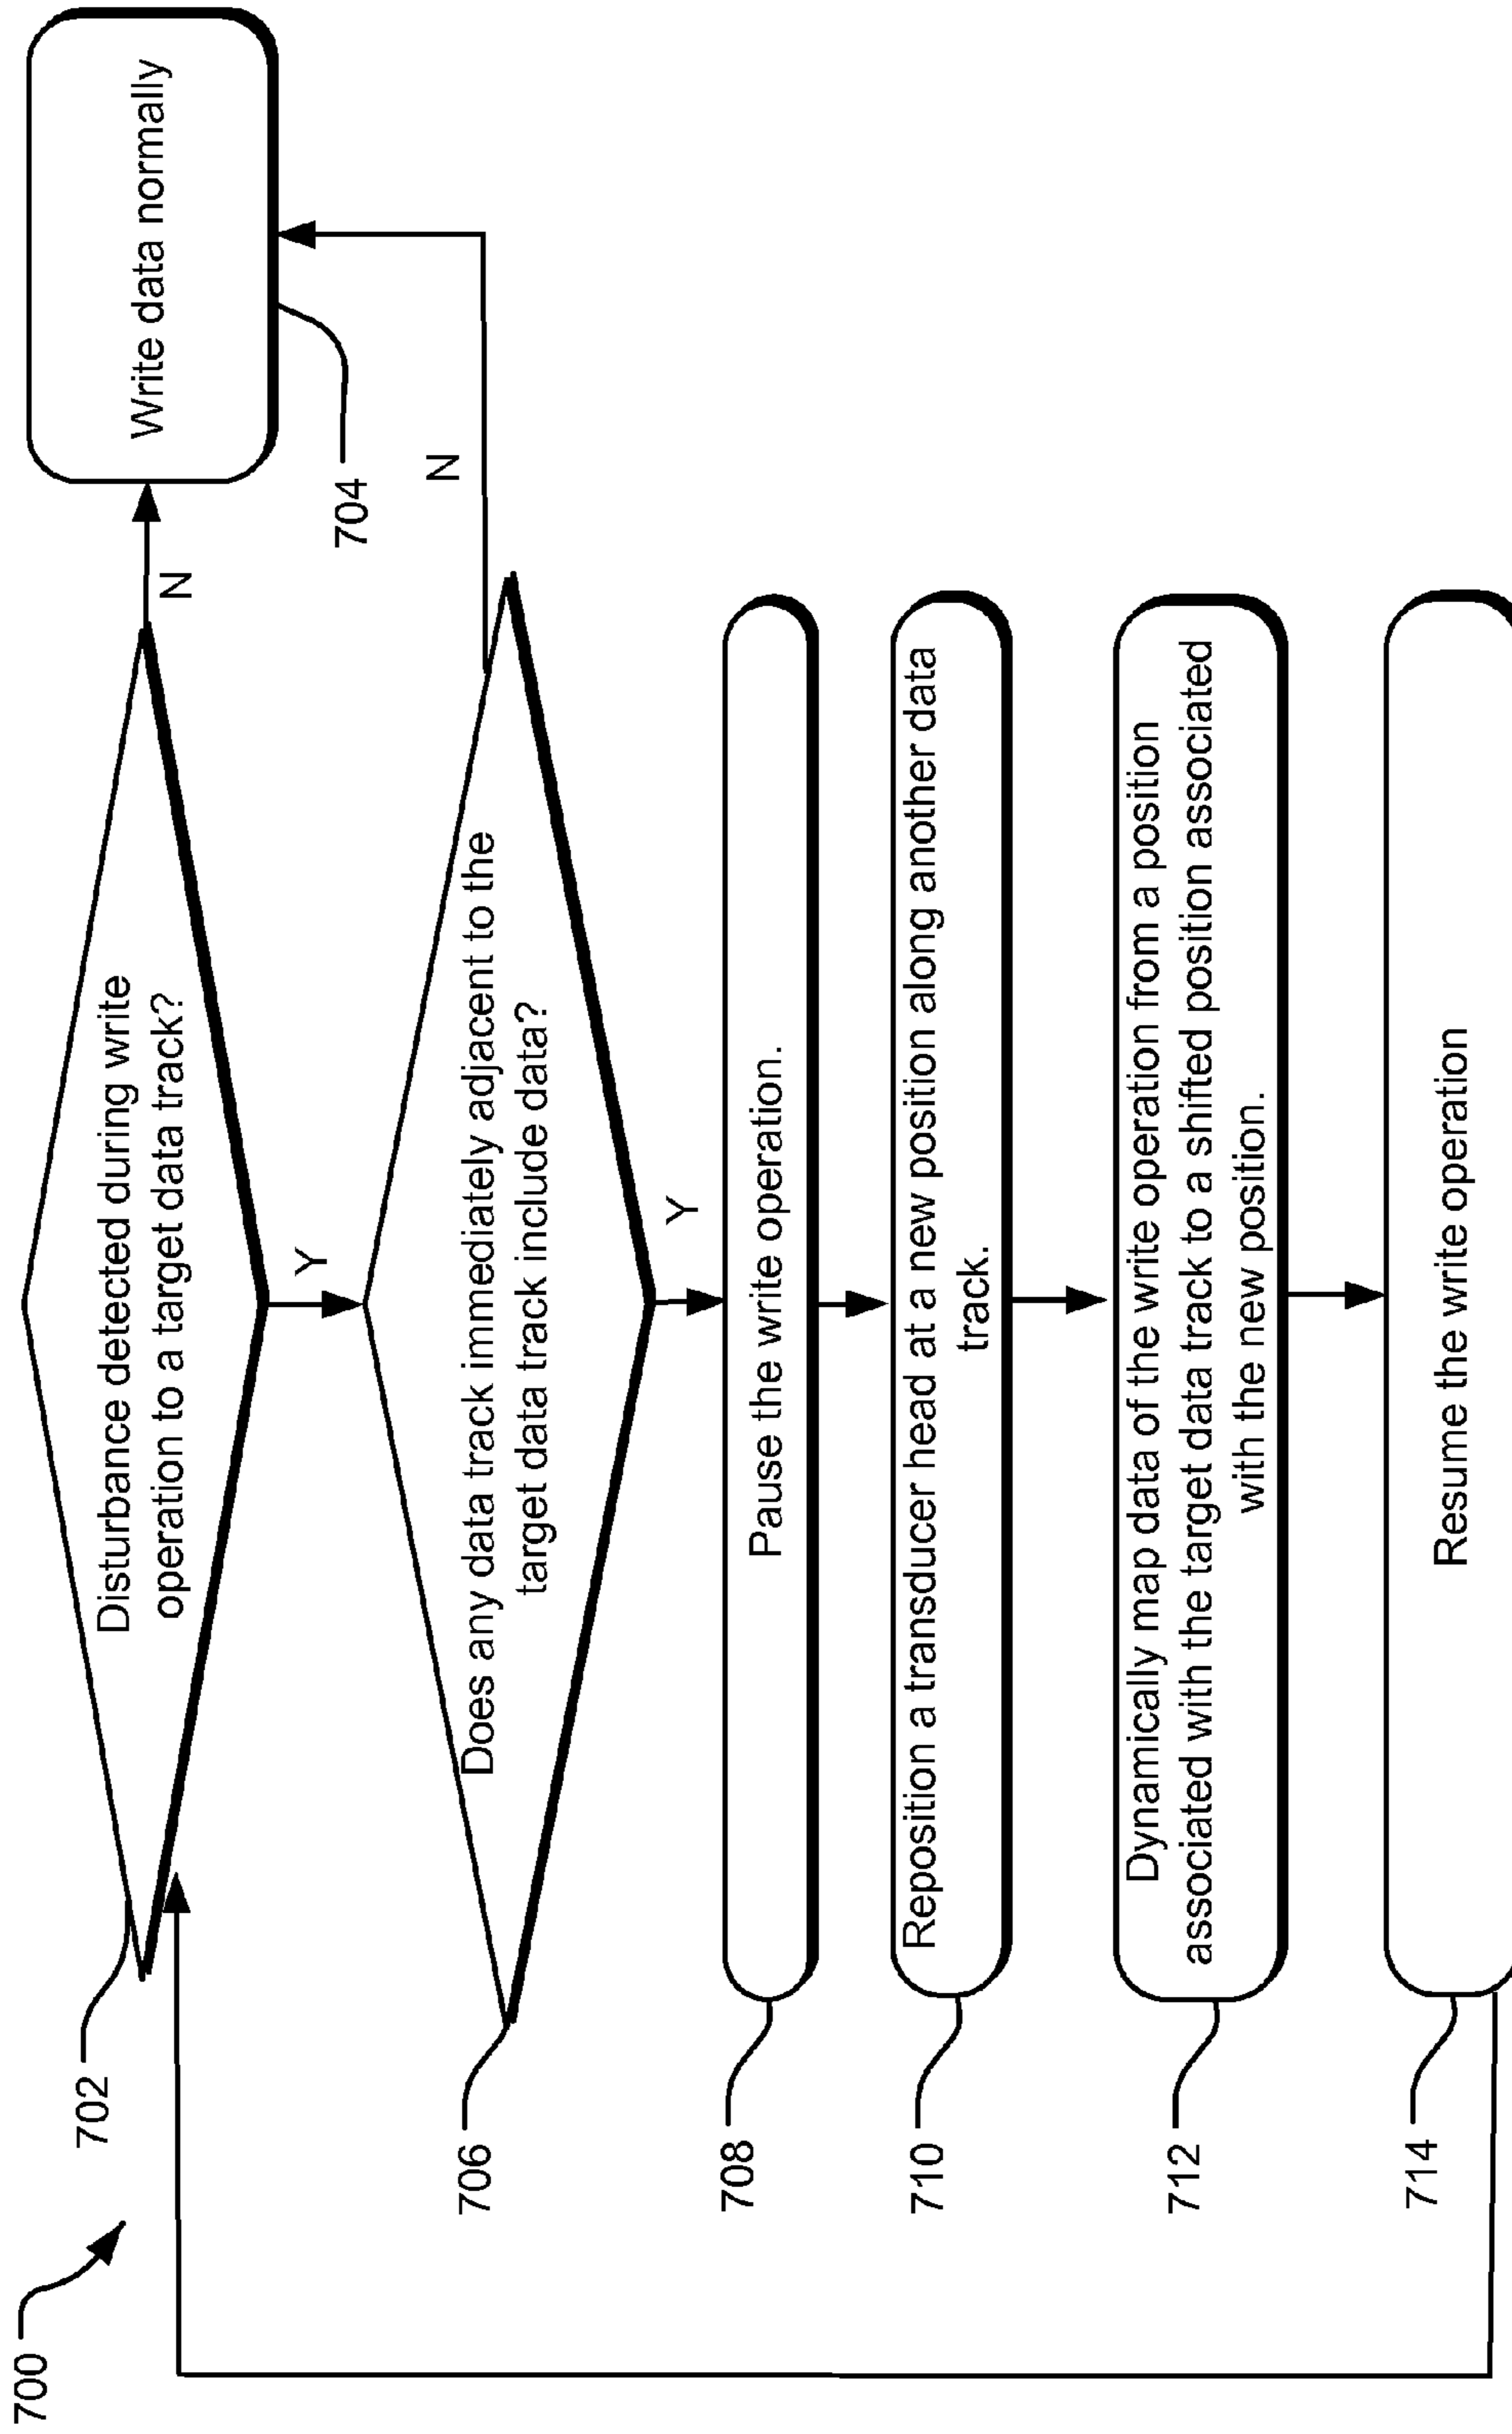 700
702
Disturbance detected during write
operation to a target data track?
N
Write data normally
704
Y
706
Does any data track immediately adjacent to the
target data track include data?
N
Y
708
Pause the write operation.
710
Reposition a transducer head at a new position along another data
track.
712
Dynamically map data of the write operation from a position
associated with the target data track to a shifted position associated
with the new position.
714
Resume the write operation